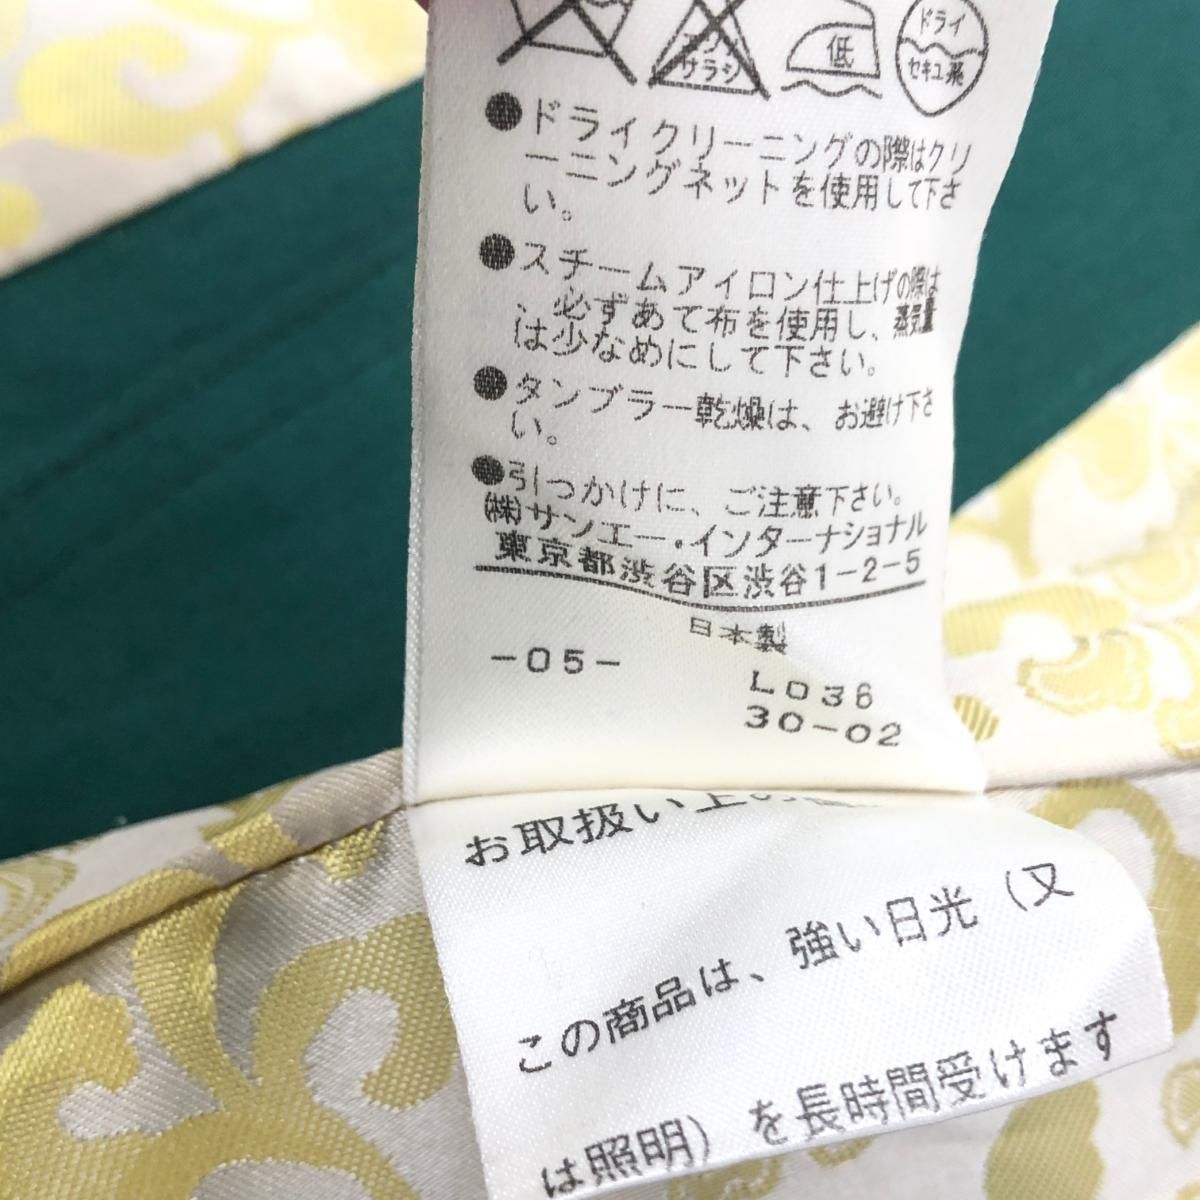 サラシ
低
ドライ
セキユ系
●ドライクリーニングの際はクリ
ーニングネットを使用して下さ
い。
●スチームアイロン仕上げの際は
、必ずあて布を使用し、蒸気量
は少なめにして下さい。
●タンブラー乾燥は、お避け下さ
い。
●引っかけに、ご注意下さい。
㈱サンエー・インターナショナル
東京都渋谷区渋谷1-2-5
日本製
-05-
L036
30-02
お取扱い上の
この商品は、強い日光(又
は照明)を長時間受けます